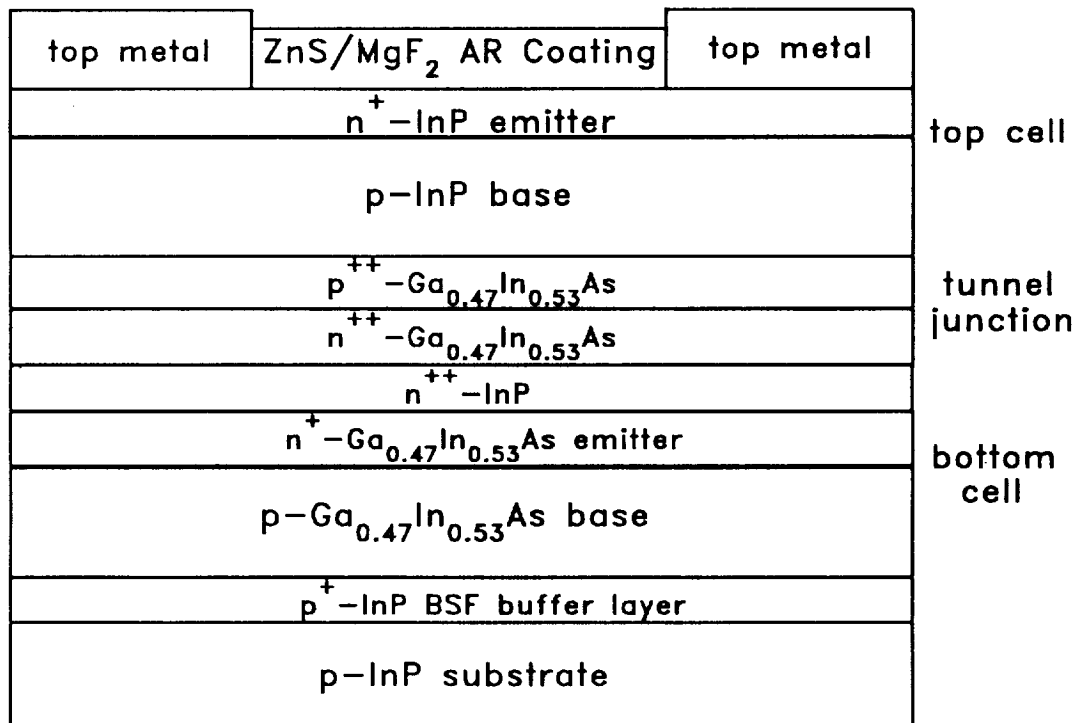 top metal
ZnS/MgF₂ AR Coating
top metal
n⁺-InP emitter
top cell
p-InP base
p⁺⁺-Ga₀.₄₇In₀.₅₃As
tunnel
junction
n⁺⁺-Ga₀.₄₇In₀.₅₃As
n⁺⁺-InP
n⁺-Ga₀.₄₇In₀.₅₃As emitter
bottom
cell
p-Ga₀.₄₇In₀.₅₃As base
p⁺-InP BSF buffer layer
p-InP substrate